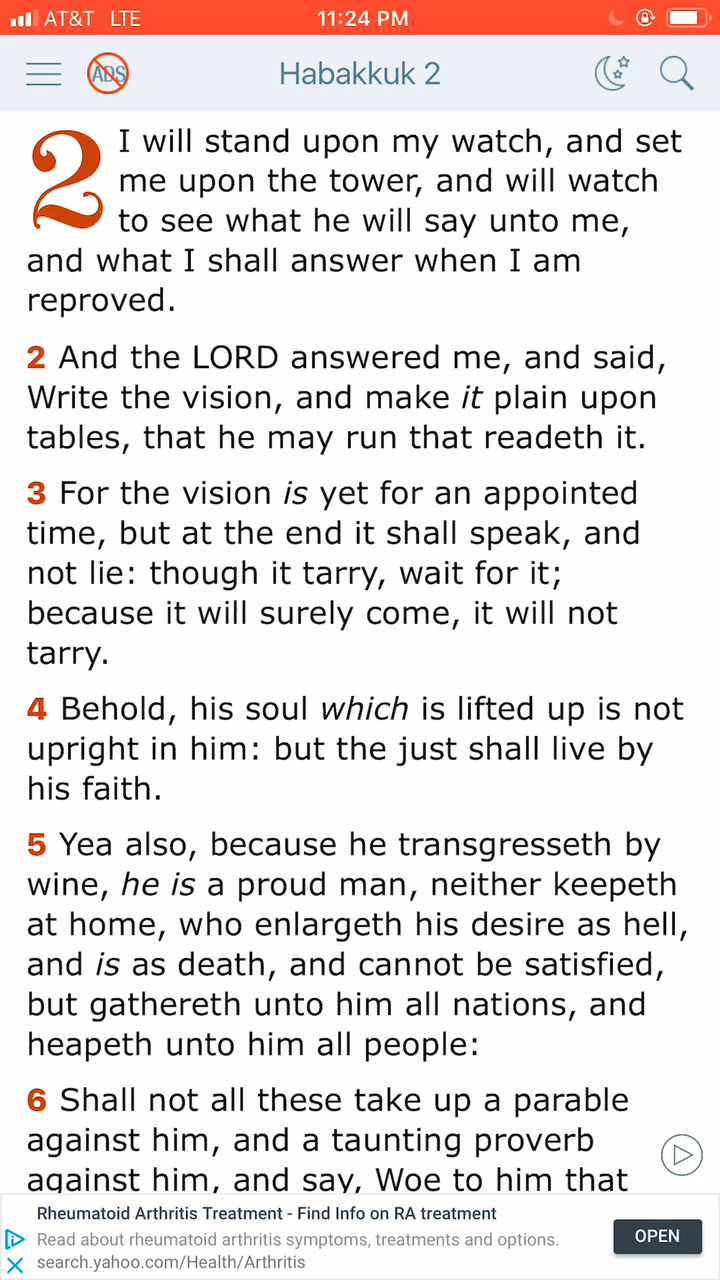 AT&T LTE 11:24 PM
ADS Habakkuk 2
2 I will stand upon my watch, and set
me upon the tower, and will watch
to see what he will say unto me,
and what I shall answer when I am
reproved.
2 And the LORD answered me, and said,
Write the vision, and make it plain upon
tables, that he may run that readeth it.
3 For the vision is yet for an appointed
time, but at the end it shall speak, and
not lie: though it tarry, wait for it;
because it will surely come, it will not
tarry.
4 Behold, his soul which is lifted up is not
upright in him: but the just shall live by
his faith.
5 Yea also, because he transgresseth by
wine, he is a proud man, neither keepeth
at home, who enlargeth his desire as hell,
and is as death, and cannot be satisfied,
but gathereth unto him all nations, and
heapeth unto him all people:
6 Shall not all these take up a parable
against him, and a taunting proverb
against him, and say, Woe to him that
Rheumatoid Arthritis Treatment - Find Info on RA treatment
Read about rheumatoid arthritis symptoms, treatments and options.
search.yahoo.com/Health/Arthritis
OPEN